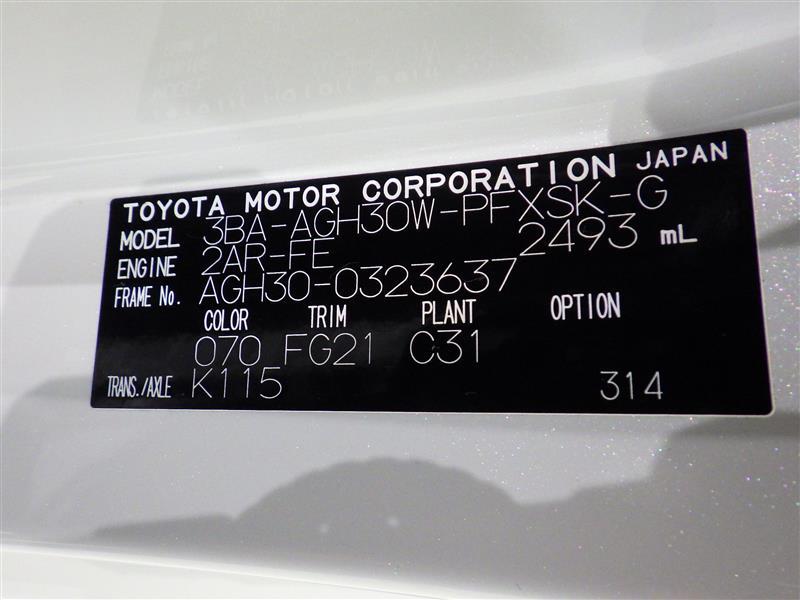 TOYOTA MOTOR CORPORATION JAPAN
MODEL 3BA-AGH30W-PFXSK-G
ENGINE 2AR-FE 2493 mL
FRAME No. AGH30-0323637
COLOR TRIM PLANT OPTION
070 FG21 C31
TRANS./AXLE K115 314